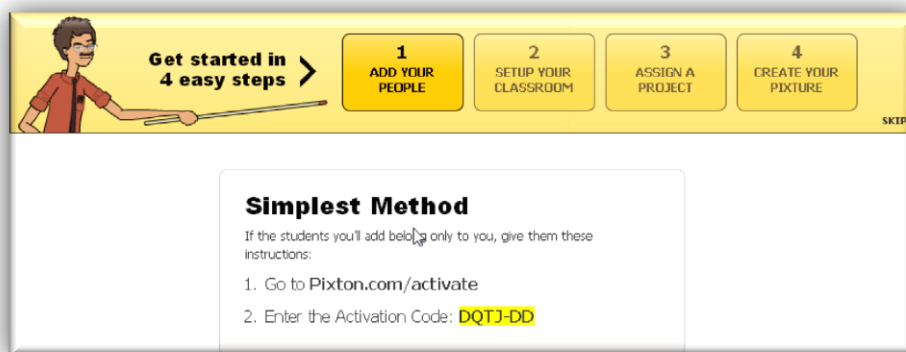 Get started in
4 easy steps
1
ADD YOUR
PEOPLE
2
SETUP YOUR
CLASSROOM
3
ASSIGN A
PROJECT
4
CREATE YOUR
PIXTURE
SKIP
Simplest Method
If the students you'll add belong only to you, give them these
instructions:
1. Go to Pixton.com/activate
2. Enter the Activation Code: DQTJ-DD